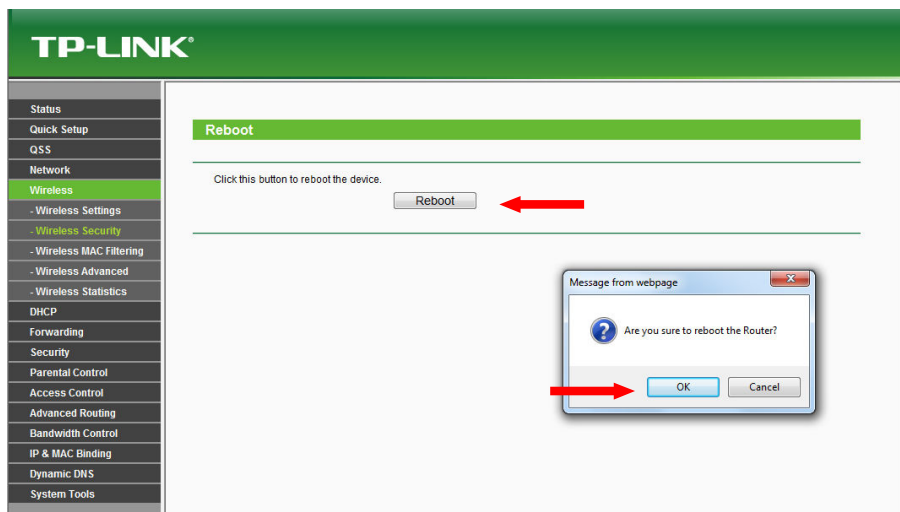 TP-LINK®
Status
Quick Setup
QSS
Network
Wireless
- Wireless Settings
- Wireless Security
- Wireless MAC Filtering
- Wireless Advanced
- Wireless Statistics
DHCP
Forwarding
Security
Parental Control
Access Control
Advanced Routing
Bandwidth Control
IP & MAC Binding
Dynamic DNS
System Tools
Reboot
Click this button to reboot the device.
Reboot
Message from webpage
Are you sure to reboot the Router?
OK Cancel